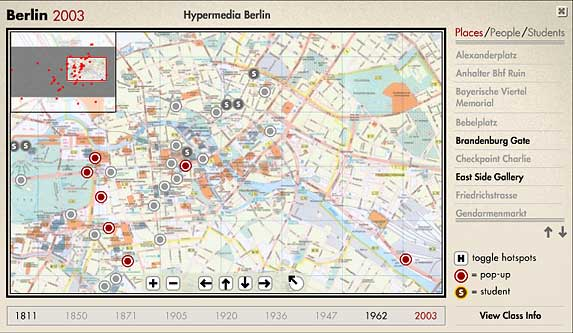 Berlin 2003
Hypermedia Berlin
Places/People/Students
Alexanderplatz
Anhalter Bhf Ruin
Bayerische Viertel
Memorial
Bebelplatz
Brandenburg Gate
Checkpoint Charlie
East Side Gallery
Friedrichstrasse
Gendarmenmarkt
S
S
S
S S
H toggle hotspots
= pop-up
S = student
View Class Info
1811 1850 1871 1905 1920 1936 1947 1962 2003